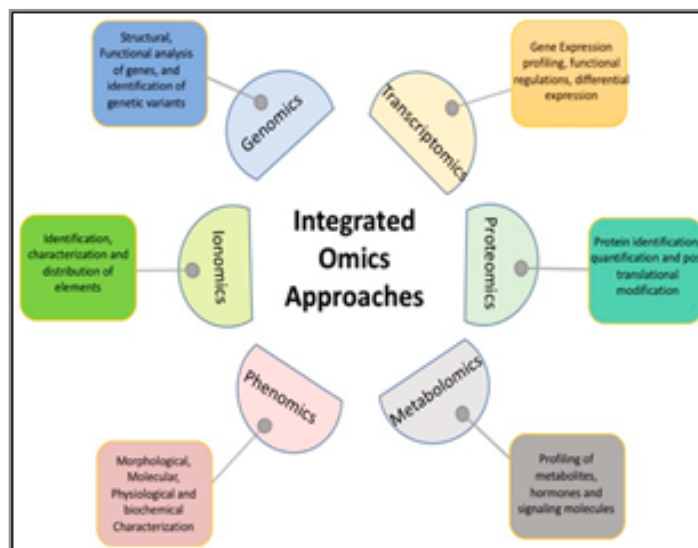 Structural,
Functional analysis
of genes, and
identification of
genetic variants
Genomics
Gene Expression
profiling, functional
regulations, differential
expression
Transcriptomics
Integrated
Omics
Approaches
Identification,
characterization and
distribution of
elements
Ionomics
Proteomics
Protein identification,
quantification and pos
translational
modification
Phenomics
Morphological,
Molecular,
Physiological and
biochemical
Characterization
Metabolomics
Profiling of
metabolites,
hormones and
signaling molecules